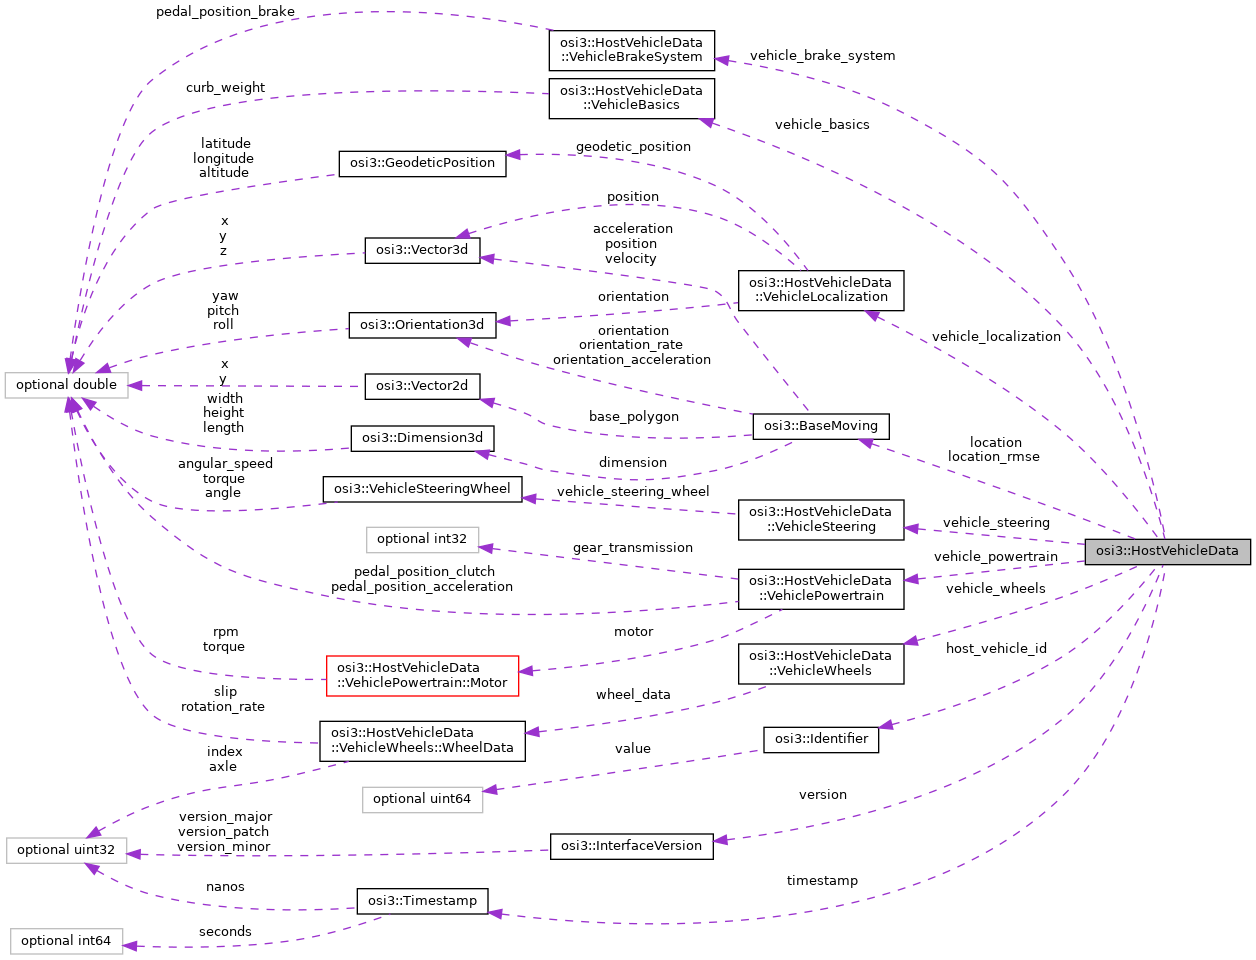 pedal_position_brake
osi3::HostVehicleData
::VehicleBrakeSystem
vehicle_brake_system
curb_weight
osi3::HostVehicleData
::VehicleBasics
vehicle_basics
latitude
longitude
altitude
osi3::GeodeticPosition
geodetic_position
position
x
y
z
osi3::Vector3d
acceleration
position
velocity
osi3::HostVehicleData
::VehicleLocalization
yaw
pitch
roll
osi3::Orientation3d
orientation
orientation
orientation_rate
orientation_acceleration
vehicle_localization
optional double
x
y
osi3::Vector2d
base_polygon
osi3::BaseMoving
width
height
length
osi3::Dimension3d
dimension
location
location_rmse
angular_speed
torque
angle
osi3::VehicleSteeringWheel
vehicle_steering_wheel
osi3::HostVehicleData
::VehicleSteering
vehicle_steering
optional int32
gear_transmission
osi3::HostVehicleData
vehicle_powertrain
osi3::HostVehicleData
::VehiclePowertrain
pedal_position_clutch
pedal_position_acceleration
vehicle_wheels
rpm
torque
osi3::HostVehicleData
::VehiclePowertrain::Motor
motor
osi3::HostVehicleData
::VehicleWheels
host_vehicle_id
slip
rotation_rate
osi3::HostVehicleData
::VehicleWheels::WheelData
wheel_data
osi3::Identifier
index
axle
value
optional uint64
version
version_major
version_patch
version_minor
optional uint32
osi3::InterfaceVersion
nanos
osi3::Timestamp
timestamp
seconds
optional int64